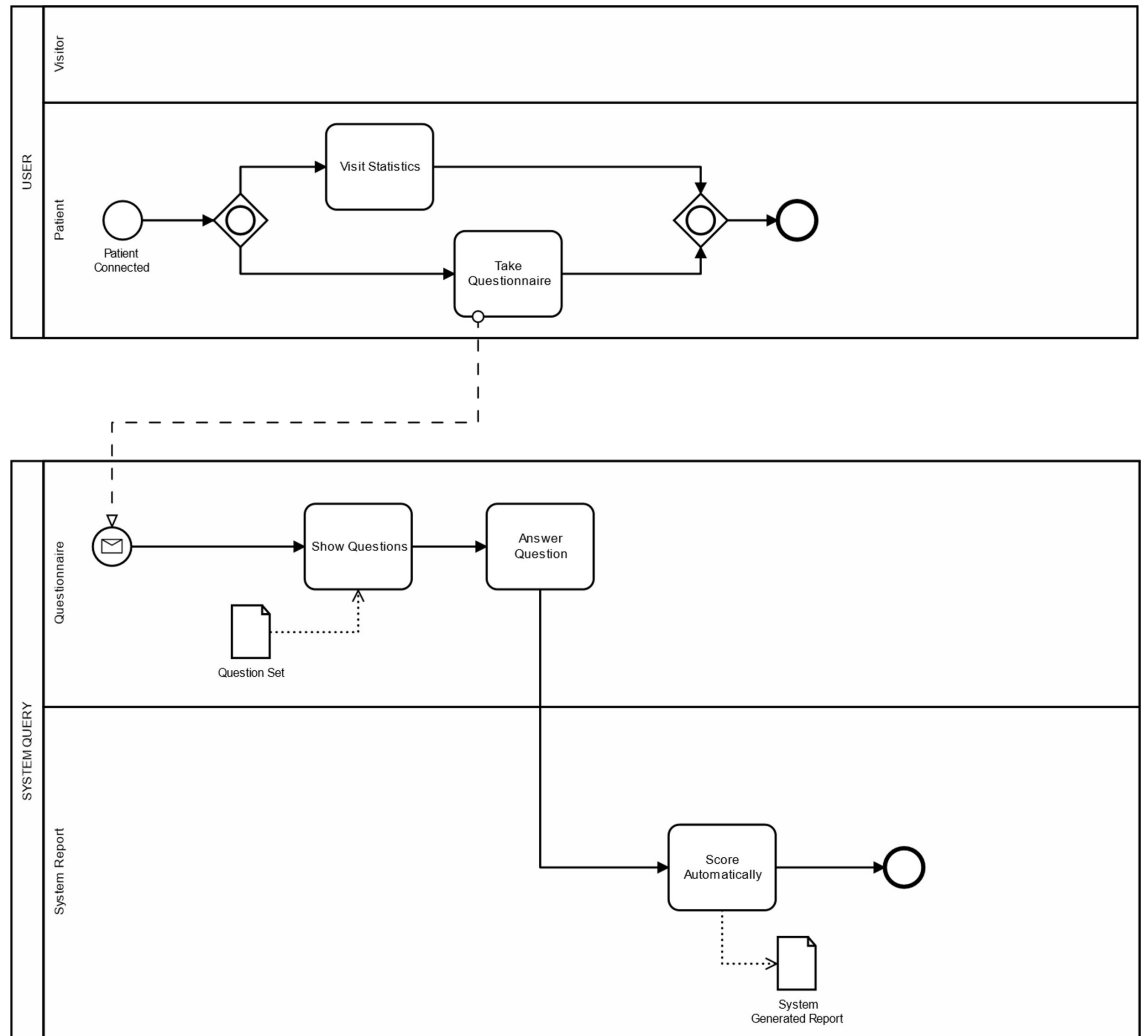 USER
Visitor
Patient
Visit Statistics
Patient
Connected
Take
Questionnaire
SYSTEM QUERY
Questionnaire
Show Questions
Answer
Question
Question Set
System Report
Score
Automatically
System
Generated Report